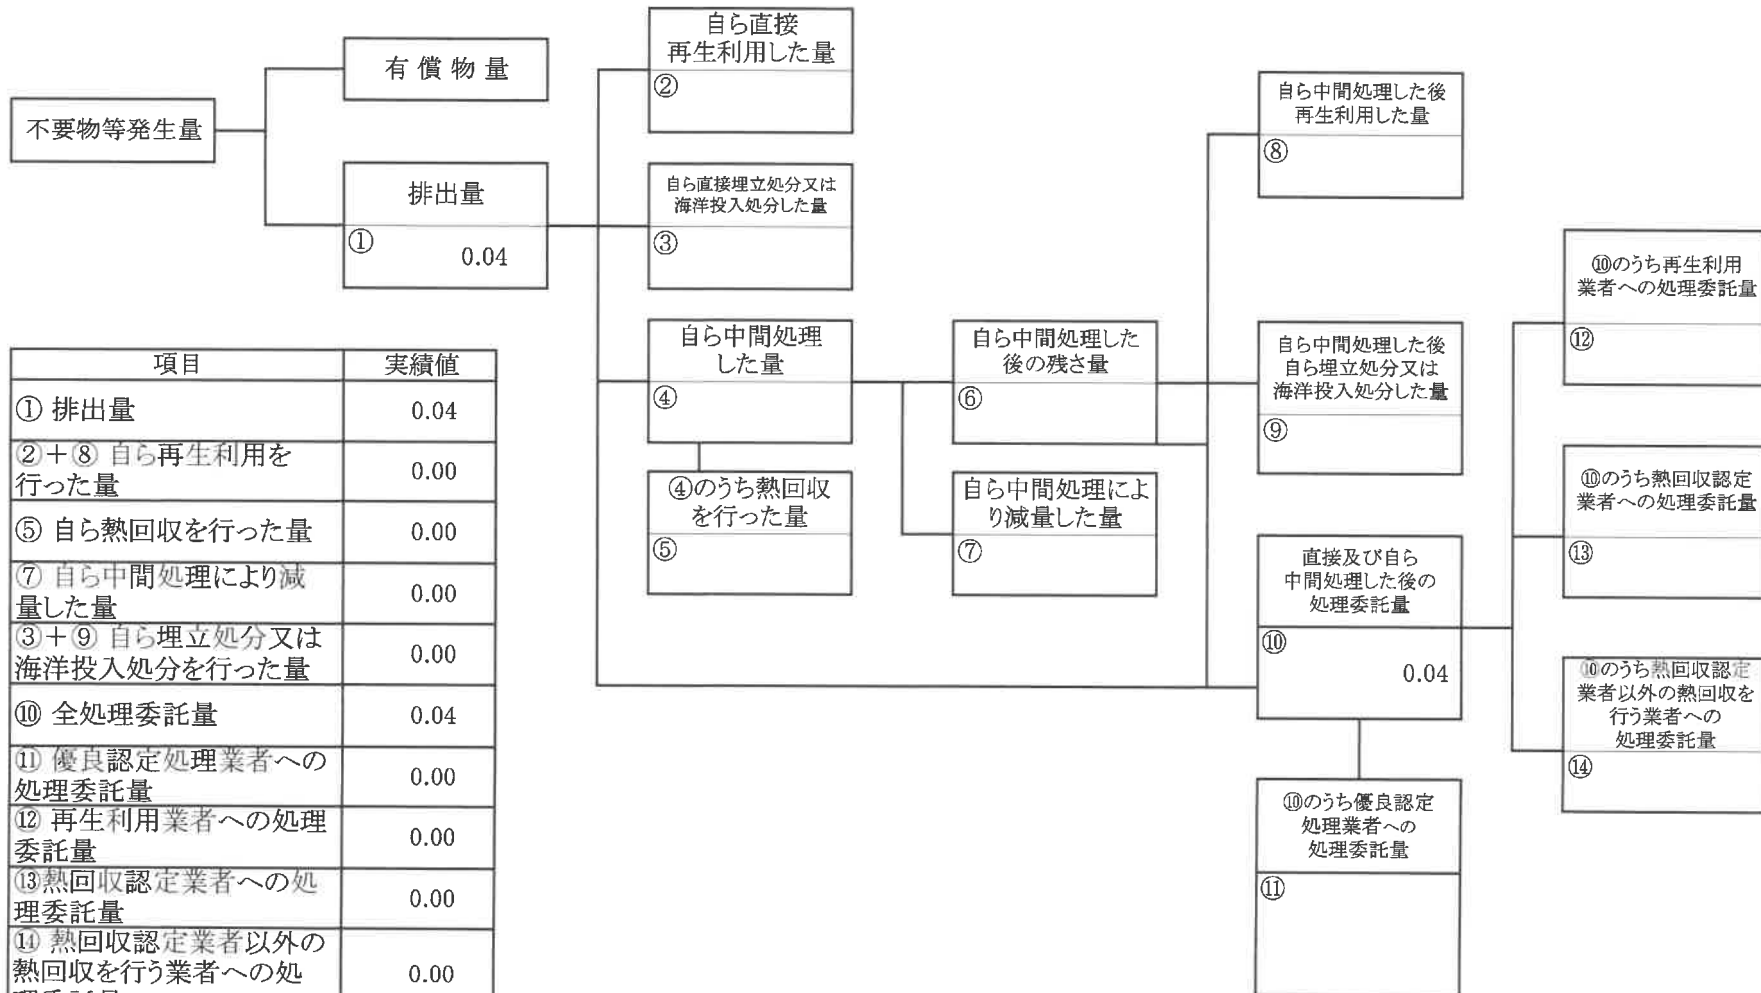 不要物等発生量
有償物量
排出量
①
0.04
自ら直接
再生利用した量
②
自ら直接埋立処分又は
海洋投入処分した量
③
自ら中間処理
した量
④
④のうち熱回収
を行った量
⑤
自ら中間処理した
後の残さ量
⑥
自ら中間処理によ
り減量した量
⑦
自ら中間処理した後
再生利用した量
⑧
自ら中間処理した後
自ら埋立処分又は
海洋投入処分した量
⑨
直接及び自ら
中間処理した後の
処理委託量
⑩
0.04
⑩のうち優良認定
処理業者への
処理委託量
⑪
⑩のうち再生利用
業者への処理委託量
⑫
⑩のうち熱回収認定
業者への処理委託量
⑬
⑩のうち熱回収認定
業者以外の熱回収を
行う業者への
処理委託量
⑭
項目 実績値
① 排出量 0.04
②+⑧ 自ら再生利用を
行った量 0.00
⑤ 自ら熱回収を行った量 0.00
⑦ 自ら中間処理により減
量した量 0.00
③+⑨ 自ら埋立処分又は
海洋投入処分を行った量 0.00
⑩ 全処理委託量 0.04
⑪ 優良認定処理業者への
処理委託量 0.00
⑫ 再生利用業者への処理
委託量 0.00
⑬熱回収認定業者への処
理委託量 0.00
⑭ 熱回収認定業者以外の
熱回収を行う業者への処 0.00